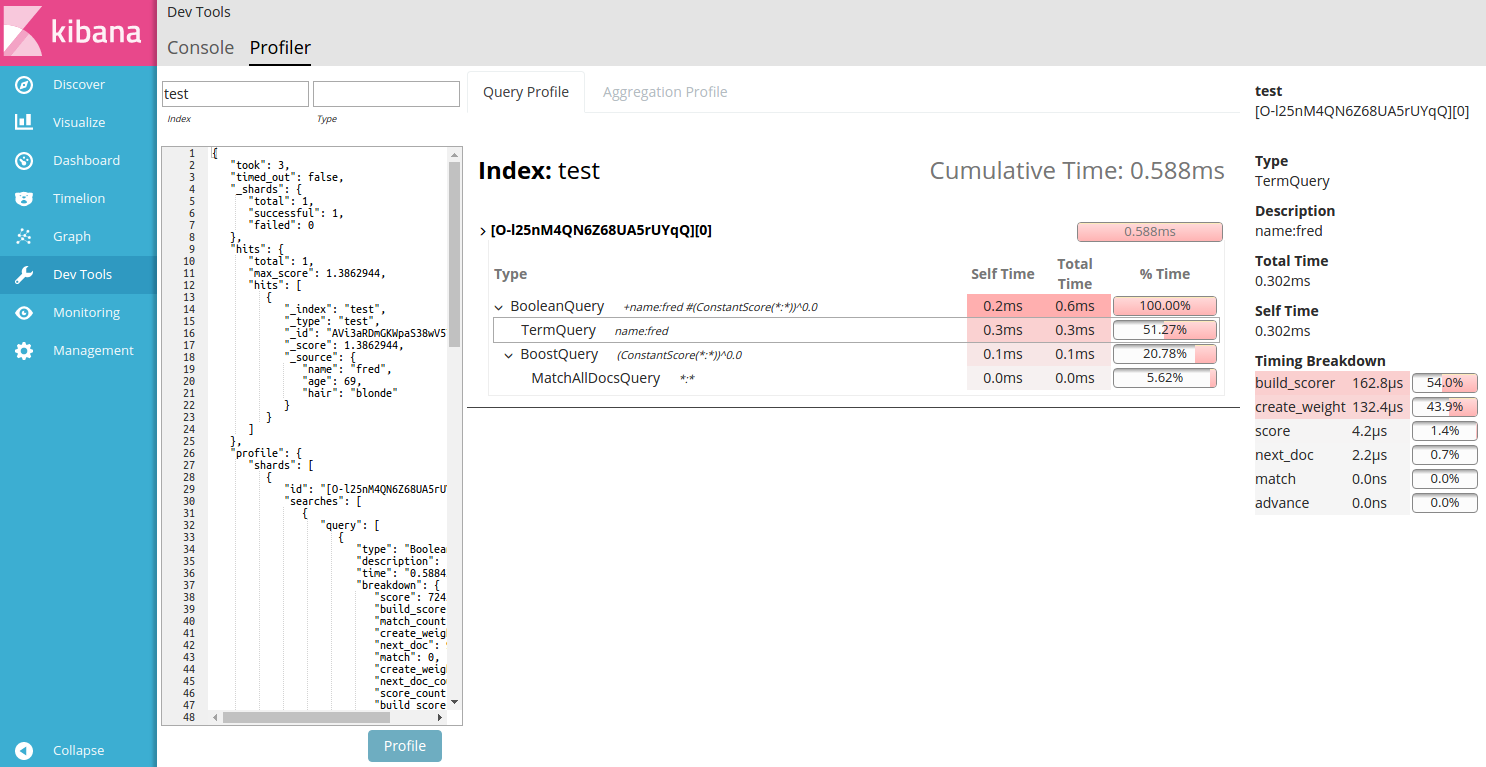 kibana
Discover
Visualize
Dashboard
Timelion
Graph
Dev Tools
Monitoring
Management
Collapse
Dev Tools
Console Profiler
test
Index Type
1 {
2 "took": 3,
3 "timed_out": false,
4 "_shards": {
5 "total": 1,
6 "successful": 1,
7 "failed": 0
8 },
9 "hits": {
10 "total": 1,
11 "max_score": 1.3862944,
12 "hits": [
13 {
14 "_index": "test",
15 "_type": "test",
16 "_id": "AVi3aRDmGKWpaS38wV5
17 "_score": 1.3862944,
18 "_source": {
19 "name": "fred",
20 "age": 69,
21 "hair": "blonde"
22 }
23 }
24 ]
25 },
26 "profile": {
27 "shards": [
28 {
29 "id": "[O-l25nM4QN6Z68UA5rU
30 "searches": [
31 {
32 "query": [
33 {
34 "type": "Boolea
35 "description":
36 "time": "0.5884
37 "breakdown": {
38 "score": 724
39 "build_score
40 "match_count
41 "create_weig
42 "next_doc":
43 "match": 0,
44 "create_weig
45 "next_doc_co
46 "score_count
47 "build_score
48
Profile
Query Profile Aggregation Profile
Index: test Cumulative Time: 0.588ms
[O-l25nM4QN6Z68UA5rUYqQ][0] 0.588ms
Type Self Time Total Time % Time
BooleanQuery +name:fred #(ConstantScore(*:*))^0.0 0.2ms 0.6ms 100.00%
TermQuery name:fred 0.3ms 0.3ms 51.27%
BoostQuery (ConstantScore(*:*))^0.0 0.1ms 0.1ms 20.78%
MatchAllDocsQuery *:* 0.0ms 0.0ms 5.62%
test
[O-l25nM4QN6Z68UA5rUYqQ][0]
Type
TermQuery
Description
name:fred
Total Time
0.302ms
Self Time
0.302ms
Timing Breakdown
build_scorer 162.8µs 54.0%
create_weight 132.4µs 43.9%
score 4.2µs 1.4%
next_doc 2.2µs 0.7%
match 0.0ns 0.0%
advance 0.0ns 0.0%